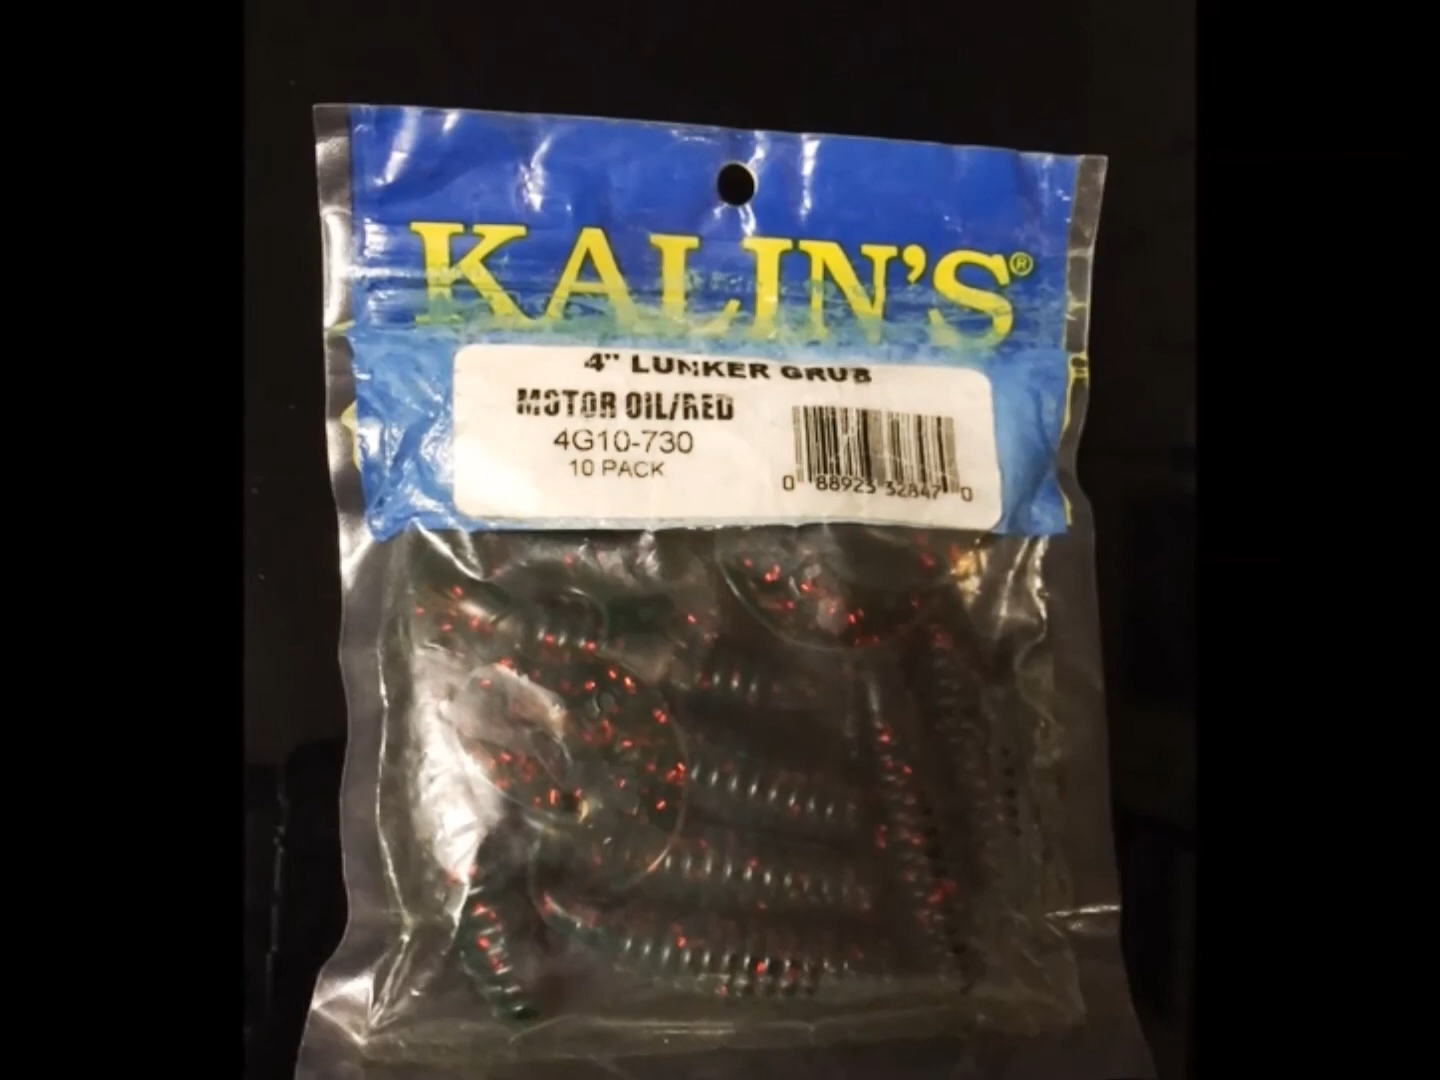 KALIN'S®
4" LUNKER GRUB
MOTOR OIL/RED
4G10-730
10 PACK
0 88923 32847 0